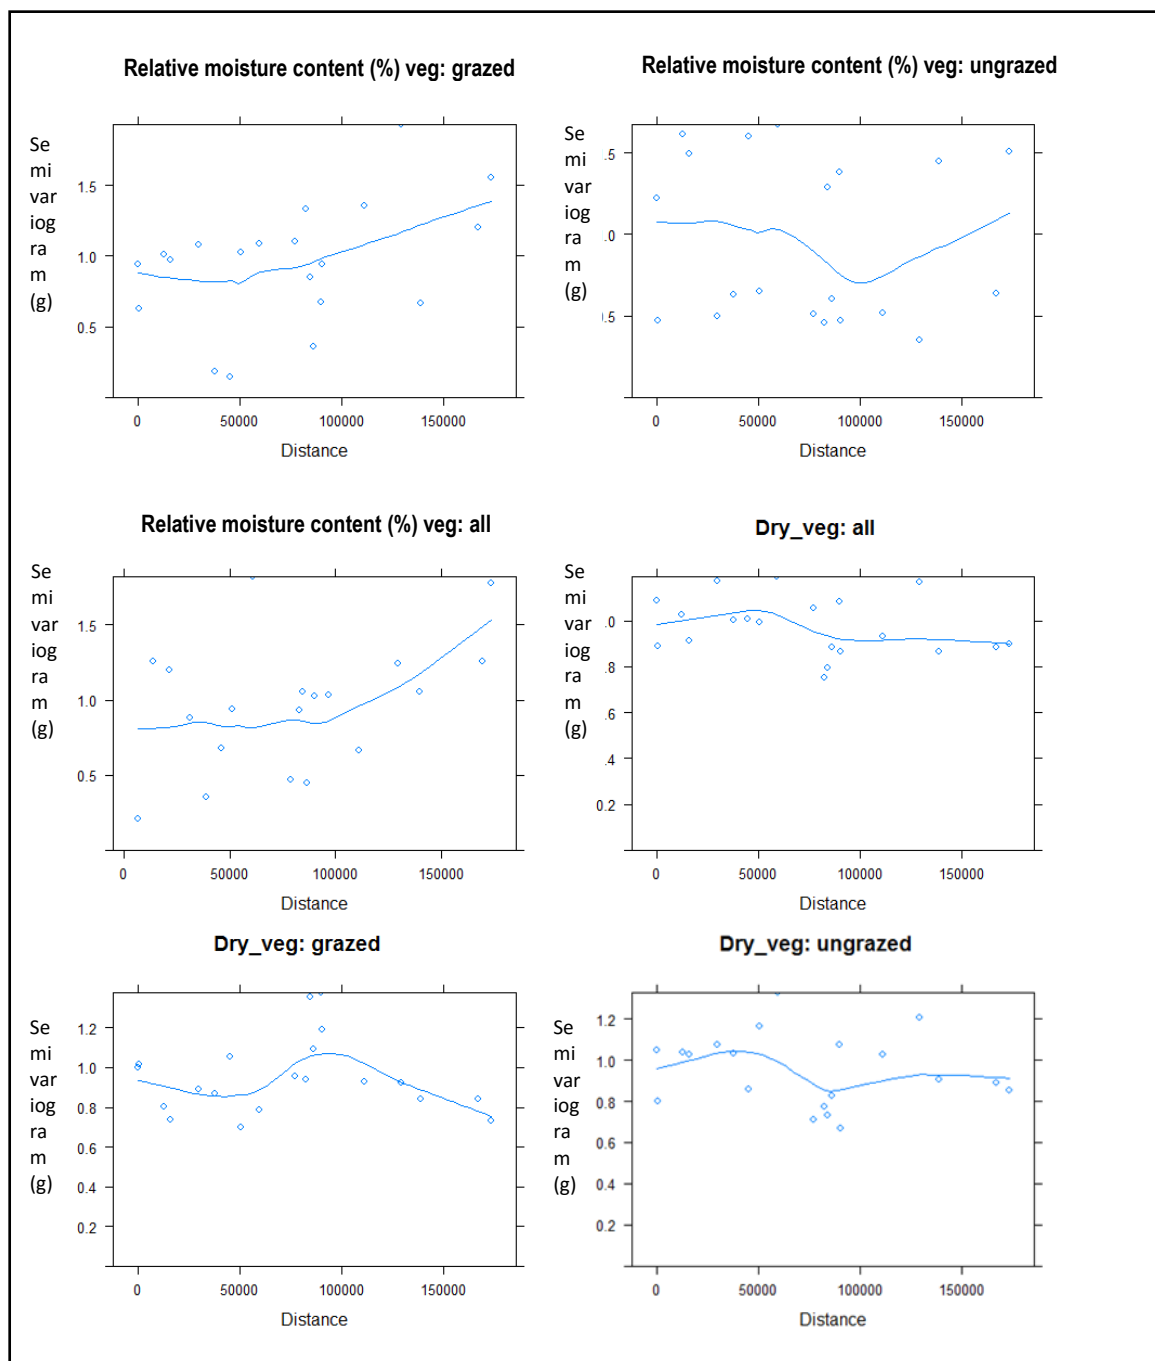 Relative moisture content (%) veg: grazed
Se
mi
var
iog
ra
m
(g)
1.5
1.0
0.5
0 50000 100000 150000
Distance
Relative moisture content (%) veg: ungrazed
Se
mi
var
iog
ra
m
(g)
.5
.0
.5
0 50000 100000 150000
Distance
Relative moisture content (%) veg: all
Se
mi
var
iog
ra
m
(g)
1.5
1.0
0.5
0 50000 100000 150000
Distance
Dry_veg: all
Se
mi
var
iog
ra
m
(g)
.0
.8
.6
.4
.2
0 50000 100000 150000
Distance
Dry_veg: grazed
Se
mi
var
iog
ra
m
(g)
1.2
1.0
0.8
0.6
0.4
0.2
0 50000 100000 150000
Distance
Dry_veg: ungrazed
Se
mi
var
iog
ra
m
(g)
1.2
1.0
0.8
0.6
0.4
0.2
0 50000 100000 150000
Distance